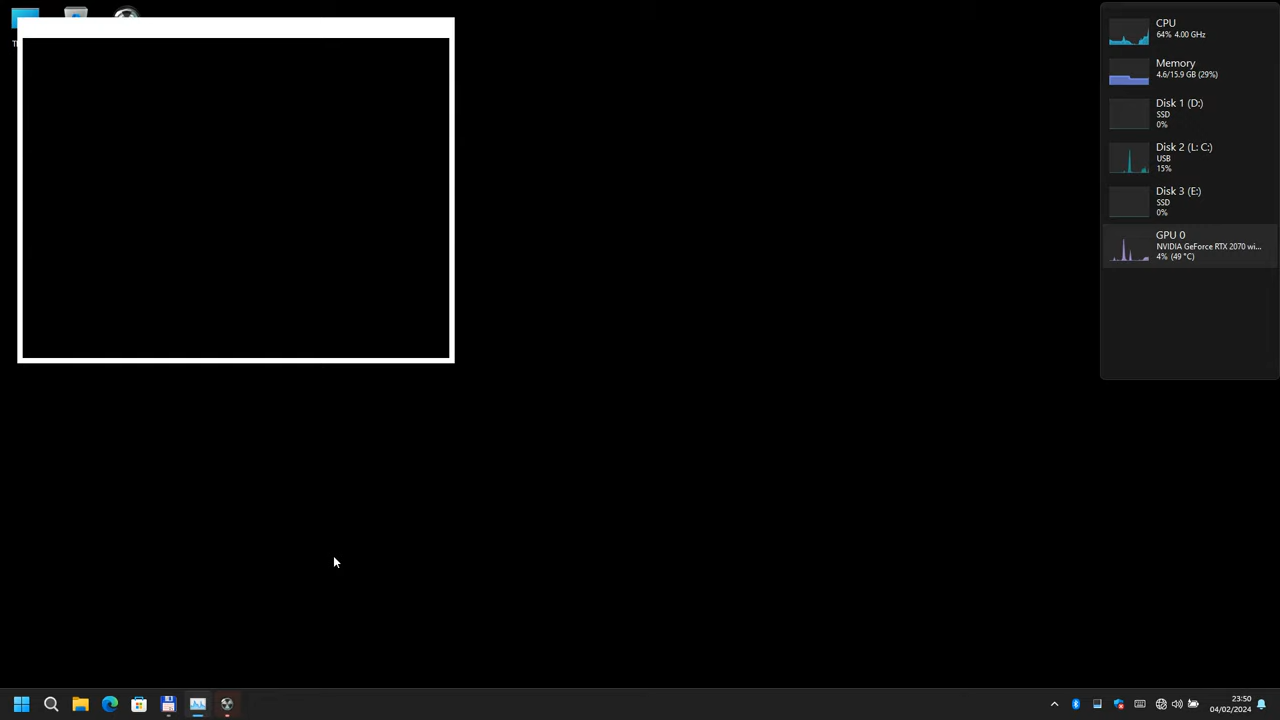 CPU
64% 4.00 GHz
Memory
4.6/15.9 GB (29%)
Disk 1 (D:)
SSD
0%
Disk 2 (L: C:)
USB
15%
Disk 3 (E:)
SSD
0%
GPU 0
NVIDIA GeForce RTX 2070 wi...
4% (49 °C)
23:50
04/02/2024